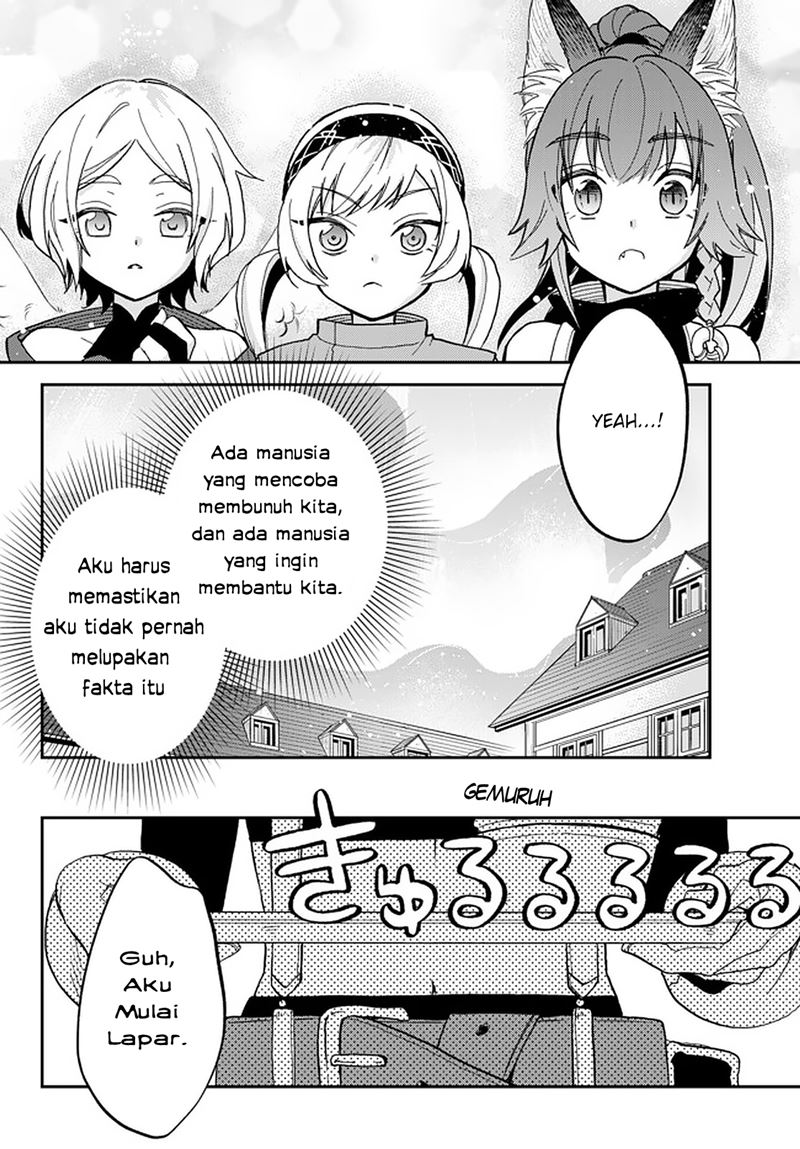 YEAH...!
Ada manusia
yang mencoba
membunuh kita,
dan ada manusia
yang ingin
membantu kita.
Aku harus
memastikan
aku tidak pernah
melupakan
fakta itu
GEMURUH
きゅるるるるる
Guh,
Aku
Mulai
Lapar.